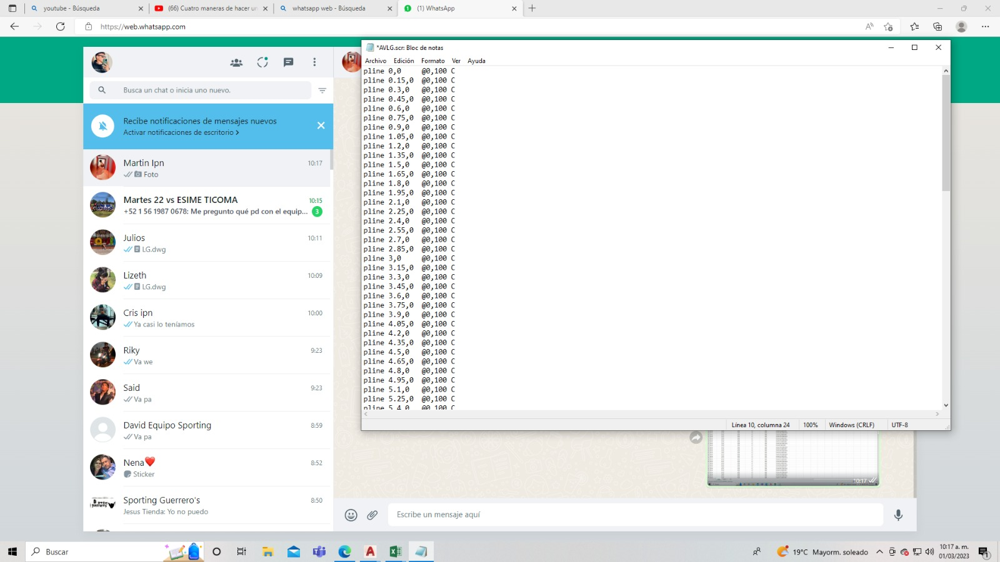 youtube - Búsqueda
(66) Cuatro maneras de hacer un
whatsapp web - Búsqueda
(1) WhatsApp
https://web.whatsapp.com
Busca un chat o inicia uno nuevo.
Recibe notificaciones de mensajes nuevos
Activar notificaciones de escritorio >
Martin Ipn 10:17
Foto
Martes 22 vs ESIME TICOMA 10:15
+52 1 56 1987 0678: Me pregunto qué pd con el equip... 3
Julios 10:11
LG.dwg
Lizeth 10:09
LG.dwg
Cris ipn 10:00
Ya casi lo teníamos
Riky 9:23
Va we
Said 9:23
Va pa
David Equipo Sporting 8:59
Va pa
Nena❤️ 8:52
Sticker
Sporting Guerrero's 8:50
Jesus Tienda: Yo no puedo
*AVLG.scr: Bloc de notas
Archivo Edición Formato Ver Ayuda
pline 0,0 @0,100 C
pline 0.15,0 @0,100 C
pline 0.3,0 @0,100 C
pline 0.45,0 @0,100 C
pline 0.6,0 @0,100 C
pline 0.75,0 @0,100 C
pline 0.9,0 @0,100 C
pline 1.05,0 @0,100 C
pline 1.2,0 @0,100 C
pline 1.35,0 @0,100 C
pline 1.5,0 @0,100 C
pline 1.65,0 @0,100 C
pline 1.8,0 @0,100 C
pline 1.95,0 @0,100 C
pline 2.1,0 @0,100 C
pline 2.25,0 @0,100 C
pline 2.4,0 @0,100 C
pline 2.55,0 @0,100 C
pline 2.7,0 @0,100 C
pline 2.85,0 @0,100 C
pline 3,0 @0,100 C
pline 3.15,0 @0,100 C
pline 3.3,0 @0,100 C
pline 3.45,0 @0,100 C
pline 3.6,0 @0,100 C
pline 3.75,0 @0,100 C
pline 3.9,0 @0,100 C
pline 4.05,0 @0,100 C
pline 4.2,0 @0,100 C
pline 4.35,0 @0,100 C
pline 4.5,0 @0,100 C
pline 4.65,0 @0,100 C
pline 4.8,0 @0,100 C
pline 4.95,0 @0,100 C
pline 5.1,0 @0,100 C
pline 5.25,0 @0,100 C
pline 5.4,0 @0,100 C
Línea 10, columna 24 100% Windows (CRLF) UTF-8
10:17
Escribe un mensaje aquí
Buscar
19°C Mayorm. soleado
10:17 a. m.
01/03/2023
1